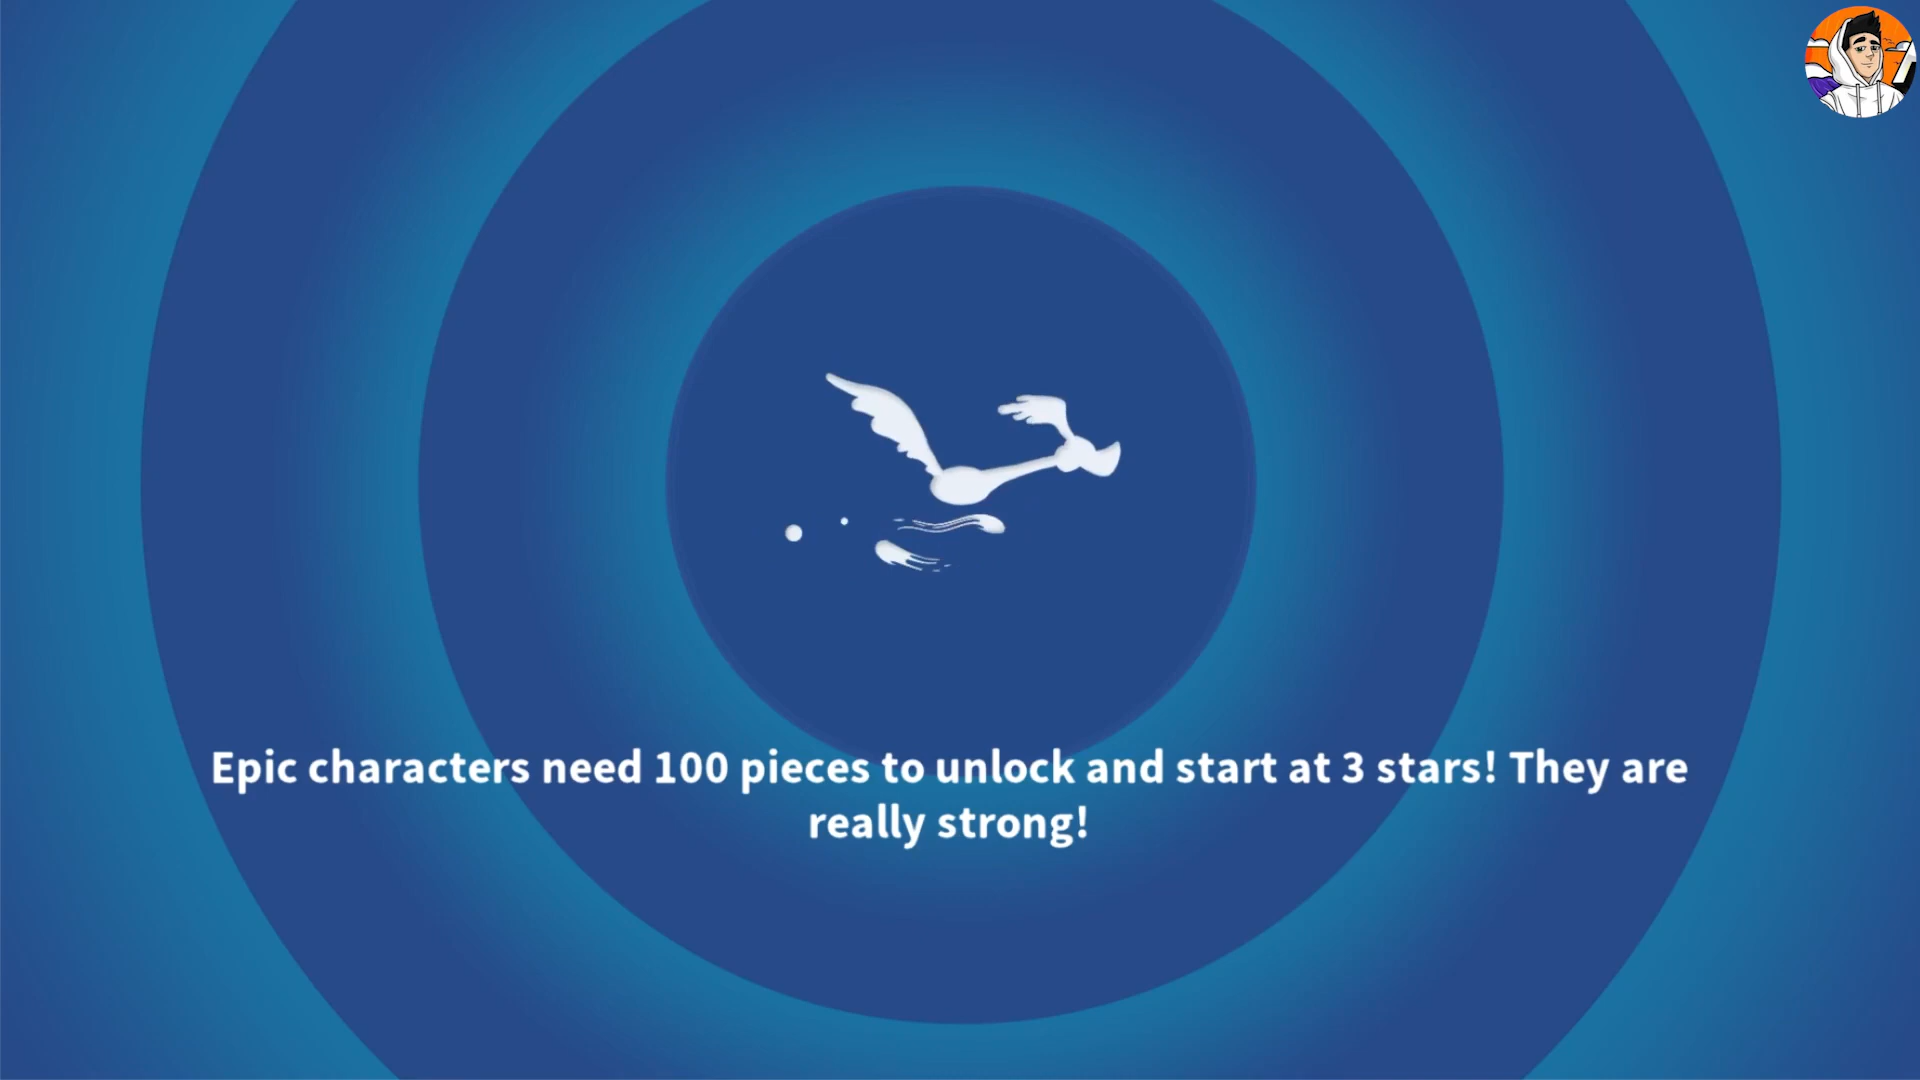 Epic characters need 100 pieces to unlock and start at 3 stars! They are
really strong!